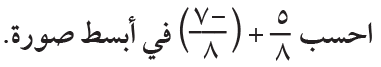 احسب ٥/٨ + (-٧/٨) في أبسط صورة.